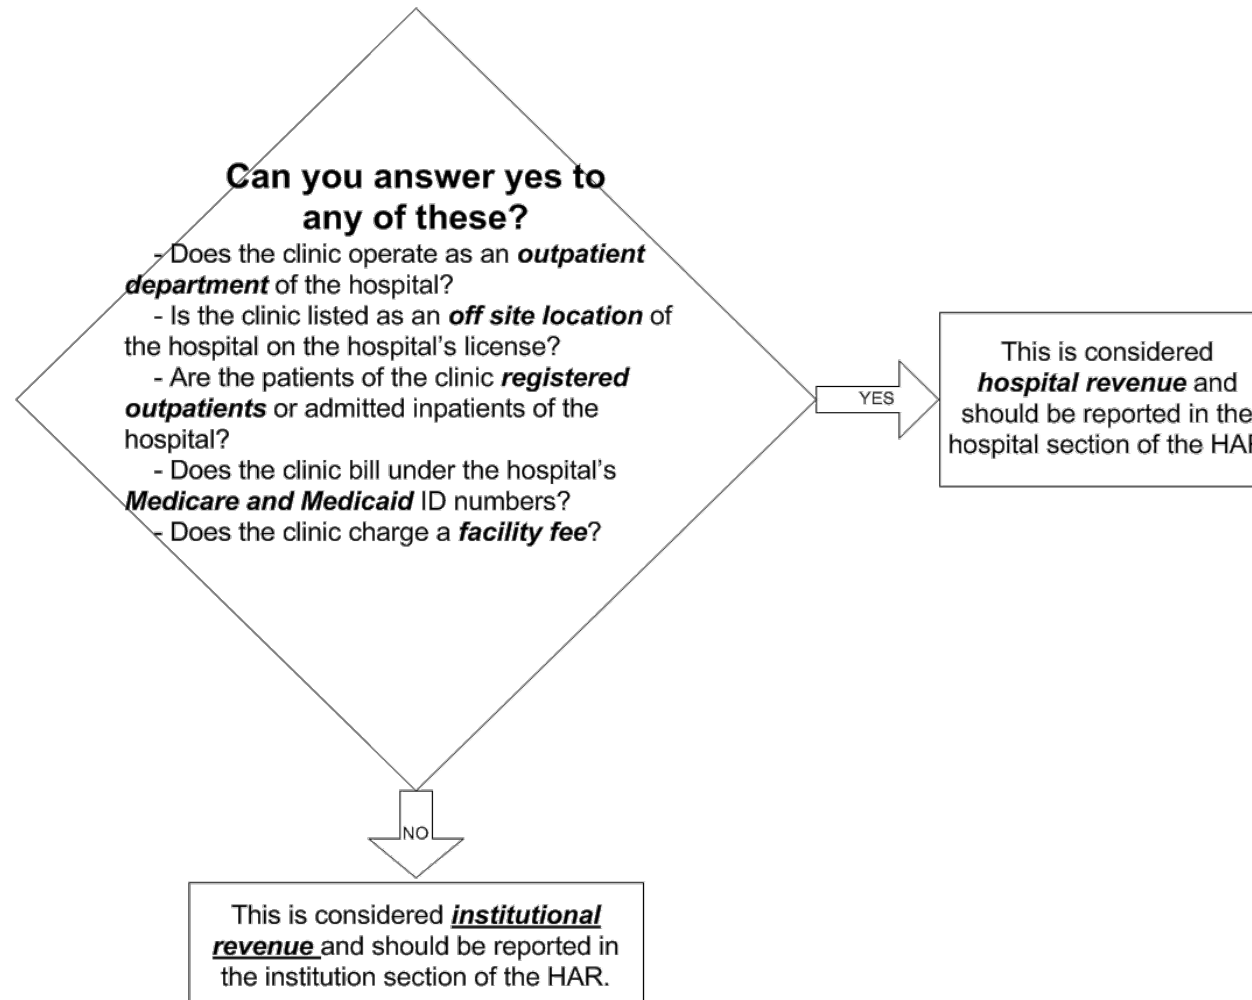 Can you answer yes to
any of these?
- Does the clinic operate as an outpatient
department of the hospital?
- Is the clinic listed as an off site location of
the hospital on the hospital's license?
- Are the patients of the clinic registered
outpatients or admitted inpatients of the
hospital?
- Does the clinic bill under the hospital's
Medicare and Medicaid ID numbers?
- Does the clinic charge a facility fee?
YES
This is considered
hospital revenue and
should be reported in the
hospital section of the
NO
This is considered institutional
revenue and should be reported in
the institution section of the HAR.